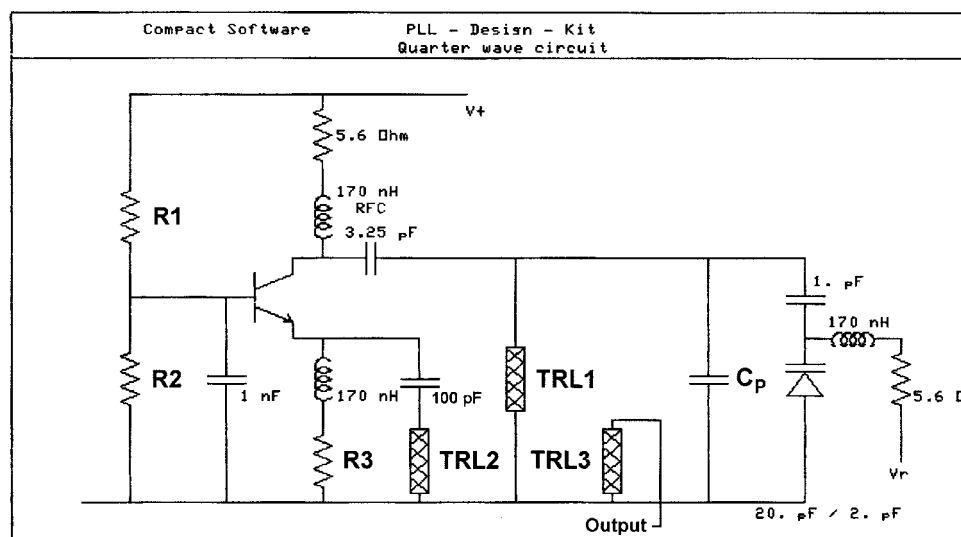 Compact Software
PLL - Design - Kit
Quarter wave circuit
V+
5.6 Ohm
170 nH
RFC
3.25 pF
R1
1. pF
170 nH
R2
1 nF
170 nH
100 pF
TRL1
CP
5.6 Ω
R3
TRL2
TRL3
Vr
Output
20. pF / 2. pF